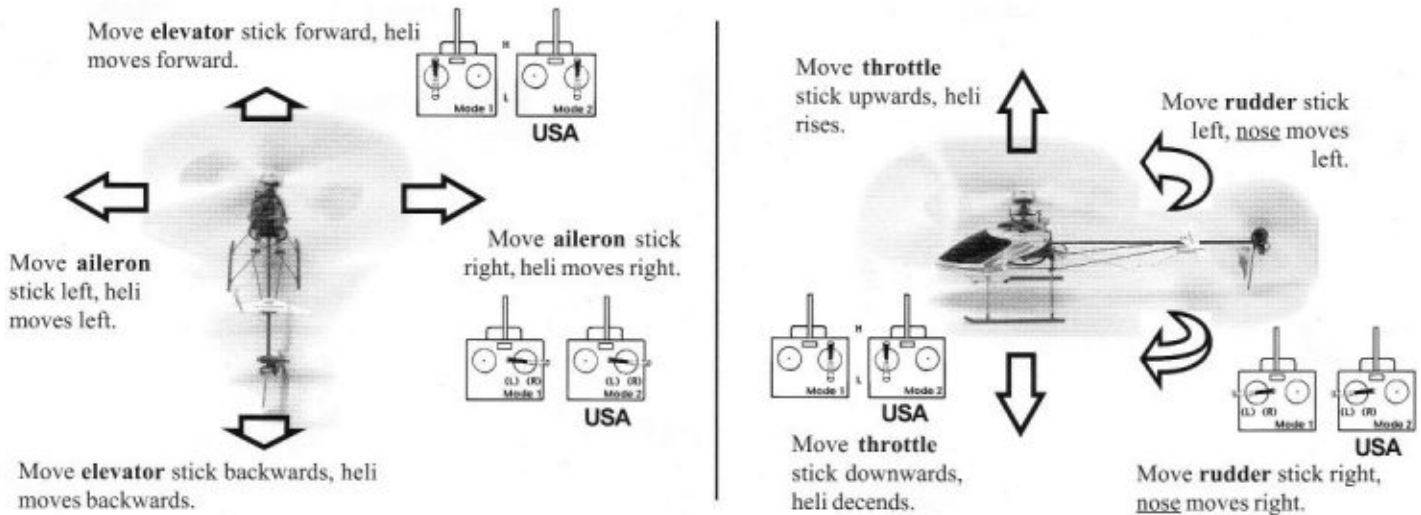 Move elevator stick forward, heli
moves forward.
H
L
Mode 1
Mode 2
USA
Move aileron
stick left, heli
moves left.
Move aileron stick
right, heli moves right.
(L) (R)
Mode 1
(L) (R)
Mode 2
USA
Move elevator stick backwards, heli
moves backwards.
Move throttle
stick upwards, heli
rises.
Move rudder stick
left, nose moves
left.
H
L
Mode 1
Mode 2
USA
Move throttle
stick downwards,
heli decends.
(L) (R)
Mode 1
(L) (R)
Mode 2
USA
Move rudder stick right,
nose moves right.